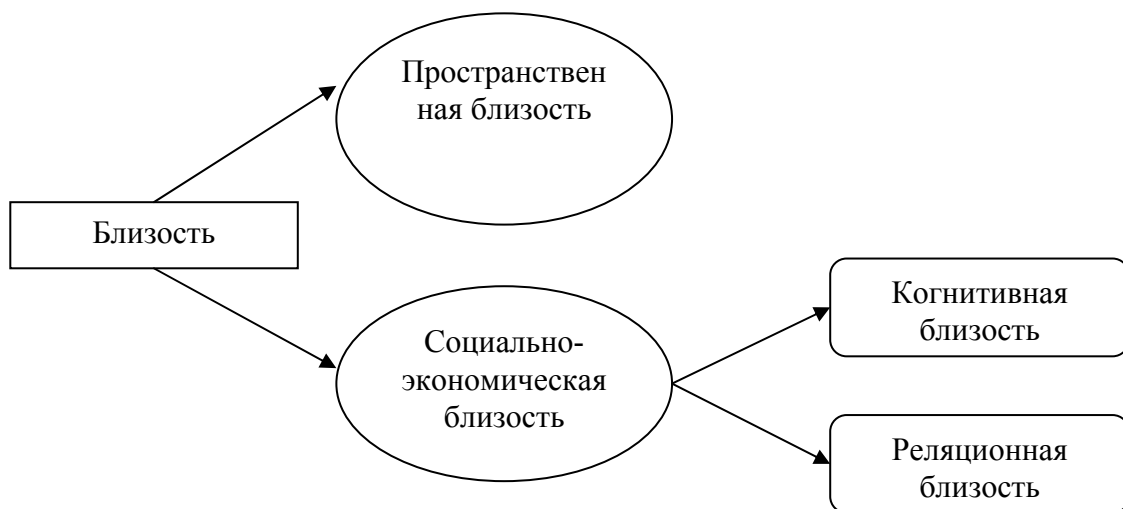 Пространствен
ная близость
Близость
Социально-
экономическая
близость
Когнитивная
близость
Реляционная
близость